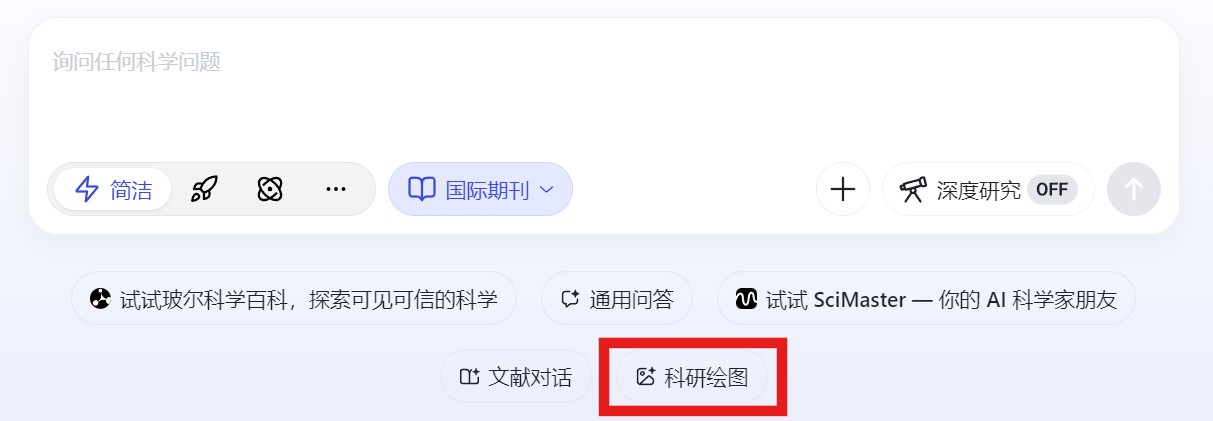 询问任何科学问题
简洁 国际期刊 深度研究 OFF
试试玻尔科学百科，探索可见可信的科学 通用问答 试试 SciMaster — 你的 AI 科学家朋友
文献对话 科研绘图